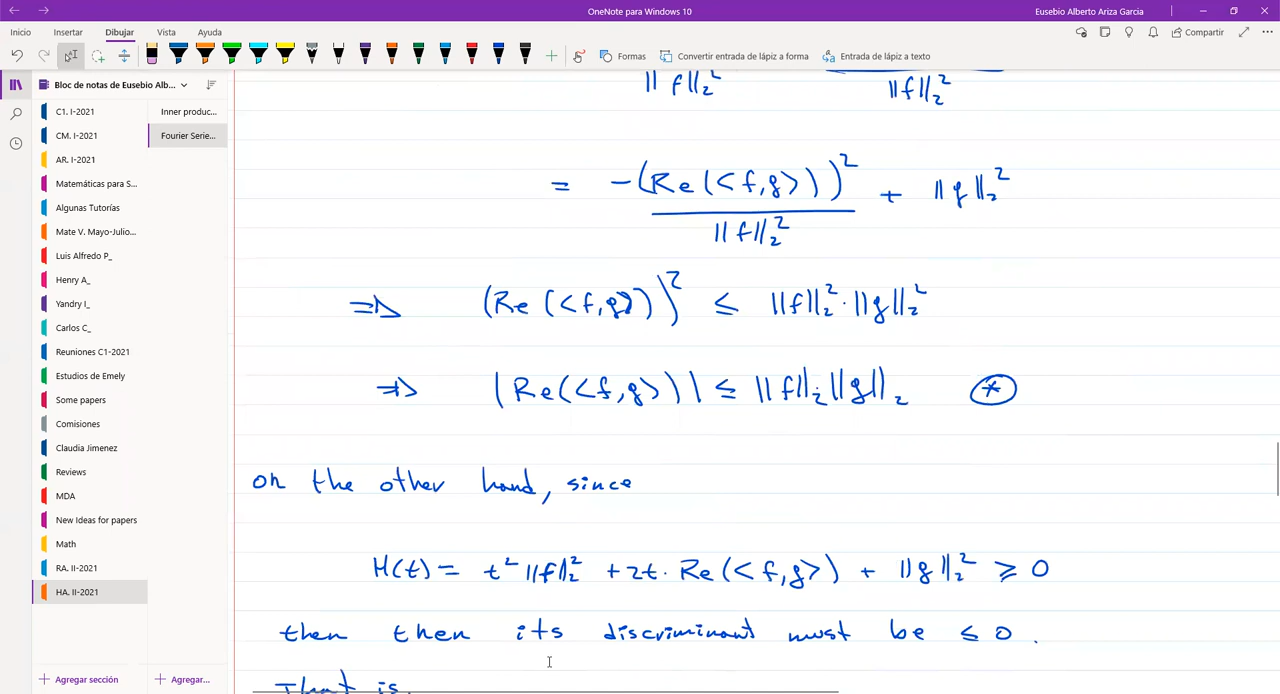 OneNote para Windows 10
Eusebio Alberto Ariza Garcia
Inicio Insertar Dibujar Vista Ayuda
Compartir
Formas Convertir entrada de lápiz a forma Entrada de lápiz a texto
Bloc de notas de Eusebio Alb...
C1. I-2021
CM. I-2021
AR. I-2021
Matemáticas para S...
Algunas Tutorías
Mate V. Mayo-Julio...
Luis Alfredo P_
Henry A_
Yandry I_
Carlos C_
Reuniones C1-2021
Estudios de Emely
Some papers
Comisiones
Claudia Jimenez
Reviews
MDA
New Ideas for papers
Math
RA. II-2021
HA. II-2021
Agregar sección
Inner produc...
Fourier Serie...
Agregar...
||f||₂² ||f||₂²
= -(Re(<f,g>))² / ||f||₂² + ||g||₂²
=> (Re(<f,g>))² ≤ ||f||₂² · ||g||₂²
=> |Re(<f,g>)| ≤ ||f||₂ · ||g||₂ (*)
on the other hand, since
H(t) = t² ||f||₂² + 2t · Re(<f,g>) + ||g||₂² ≥ 0
then then its discriminant must be ≤ 0.
That is,